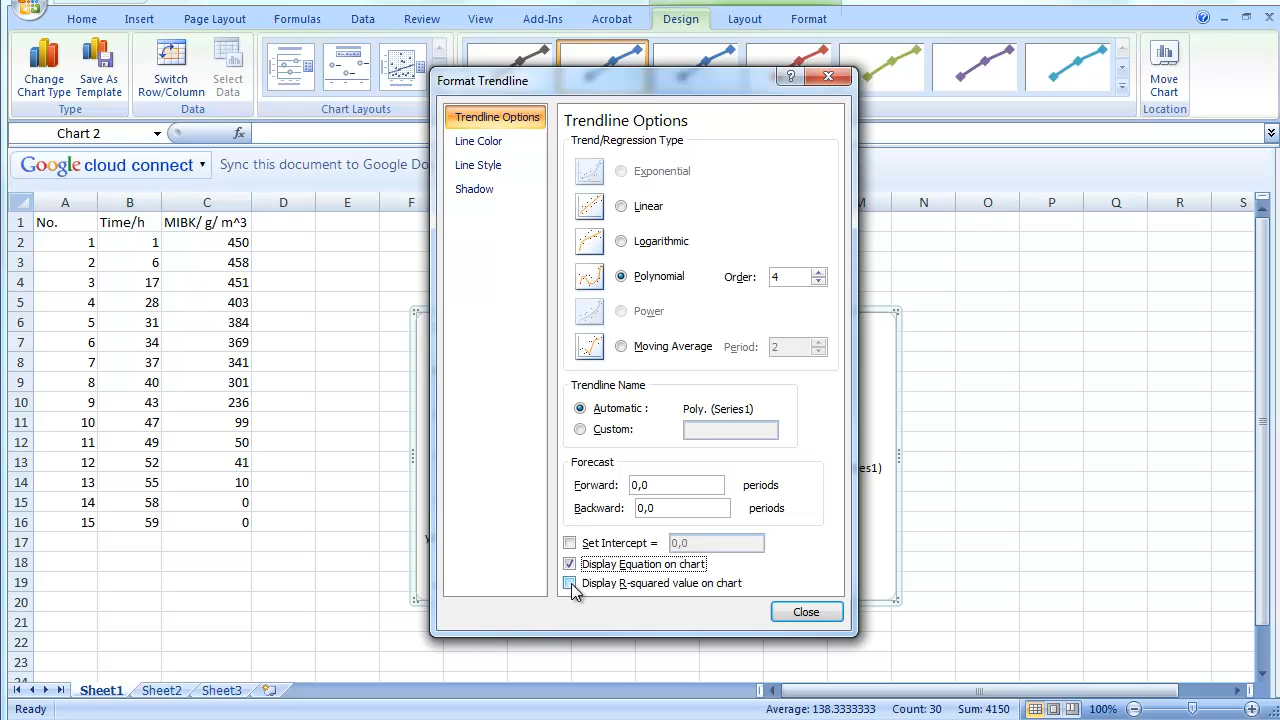 Home Insert Page Layout Formulas Data Review View Add-Ins Acrobat Design Layout Format
Change Chart Type
Save As Template
Switch Row/Column
Select Data
Move Chart
Type Data Chart Layouts Location
Format Trendline
Chart 2 fx
Google cloud connect Sync this document to Google Do
A B C D E F M N O P Q R S
1 No. Time/h MIBK/ g/ m^3
2 1 1 450
3 2 6 458
4 3 17 451
5 4 28 403
6 5 31 384
7 6 34 369
8 7 37 341
9 8 40 301
10 9 43 236
11 10 47 99
12 11 49 50
13 12 52 41
14 13 55 10
15 14 58 0
16 15 59 0
17
18
19
20
21
22
23
Trendline Options
Line Color
Line Style
Shadow
Trendline Options
Trend/Regression Type
Exponential
Linear
Logarithmic
Polynomial Order: 4
Power
Moving Average Period: 2
Trendline Name
Automatic : Poly. (Series1)
Custom:
Forecast
Forward: 0,0 periods
Backward: 0,0 periods
Set Intercept = 0,0
Display Equation on chart
Display R-squared value on chart
Close
es1)
y
Sheet1 Sheet2 Sheet3
Ready Average: 138.3333333 Count: 30 Sum: 4150 100%